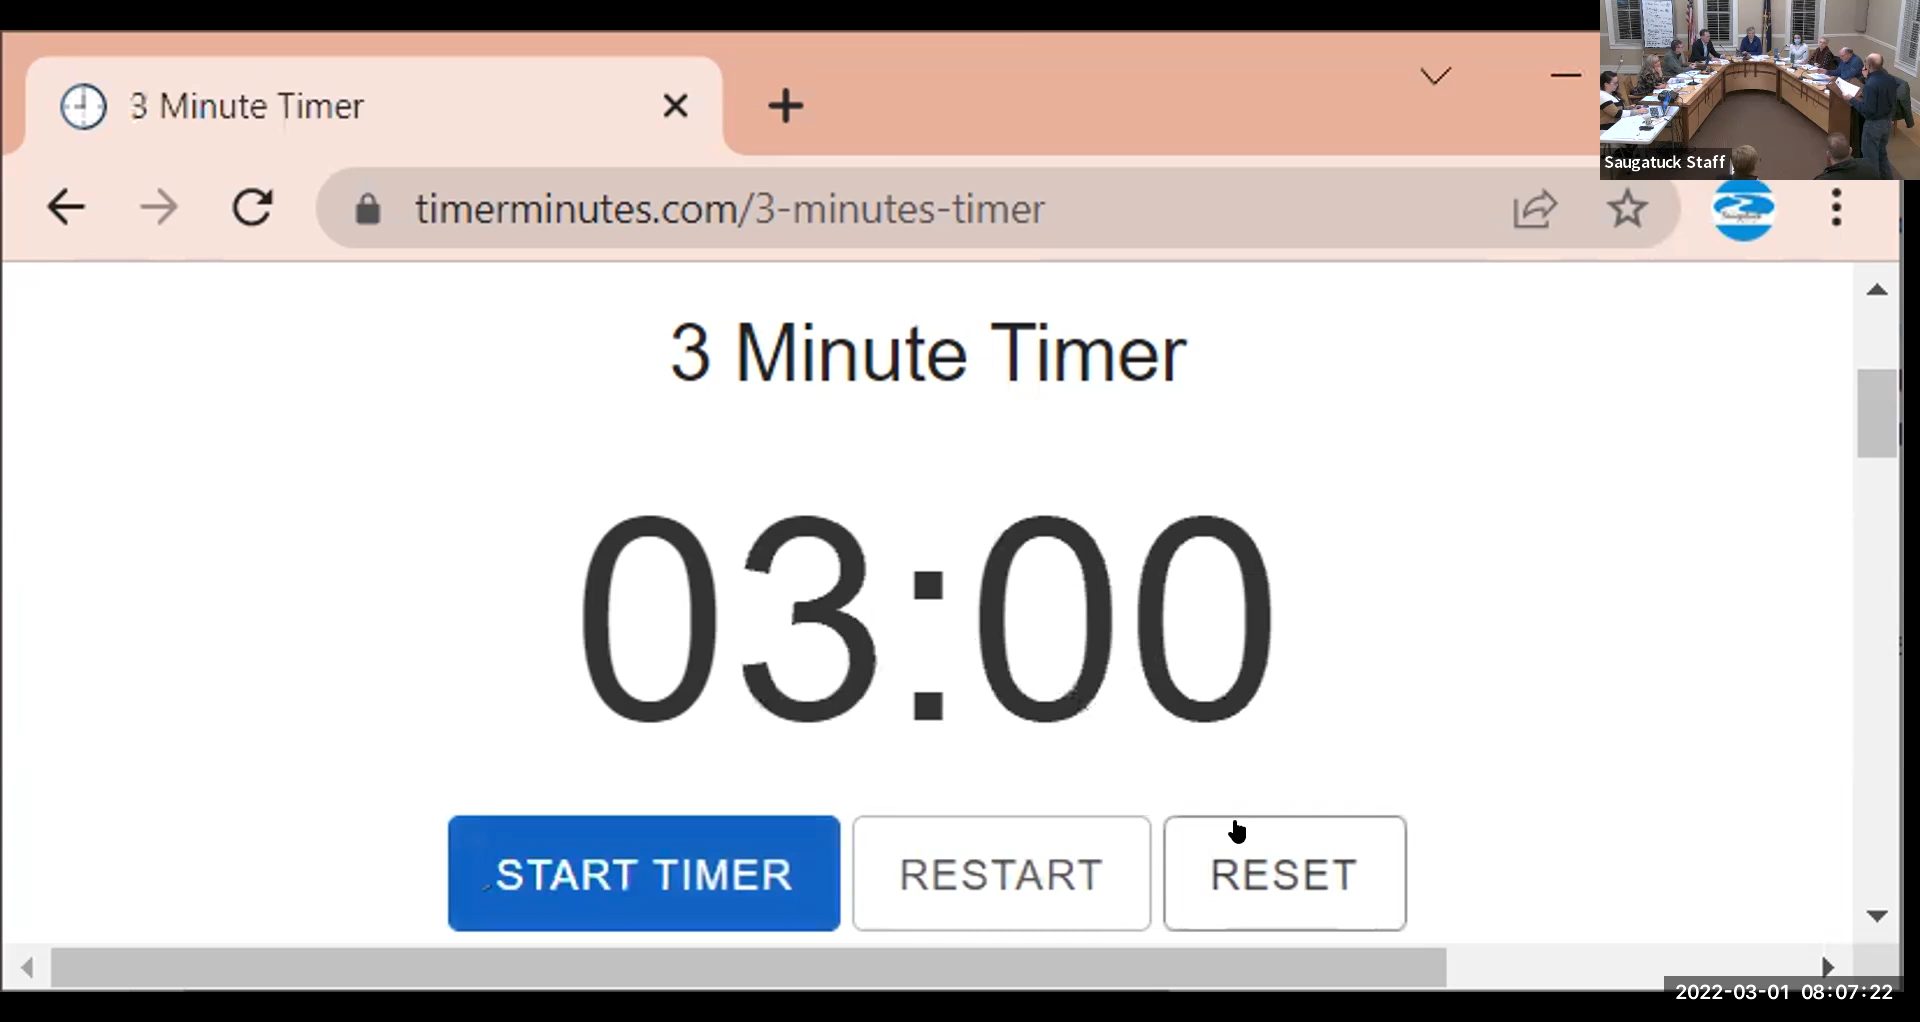 3 Minute Timer
timerminutes.com/3-minutes-timer
Saugatuck Staff
3 Minute Timer
03:00
START TIMER
RESTART
RESET
2022-03-01 08:07:22